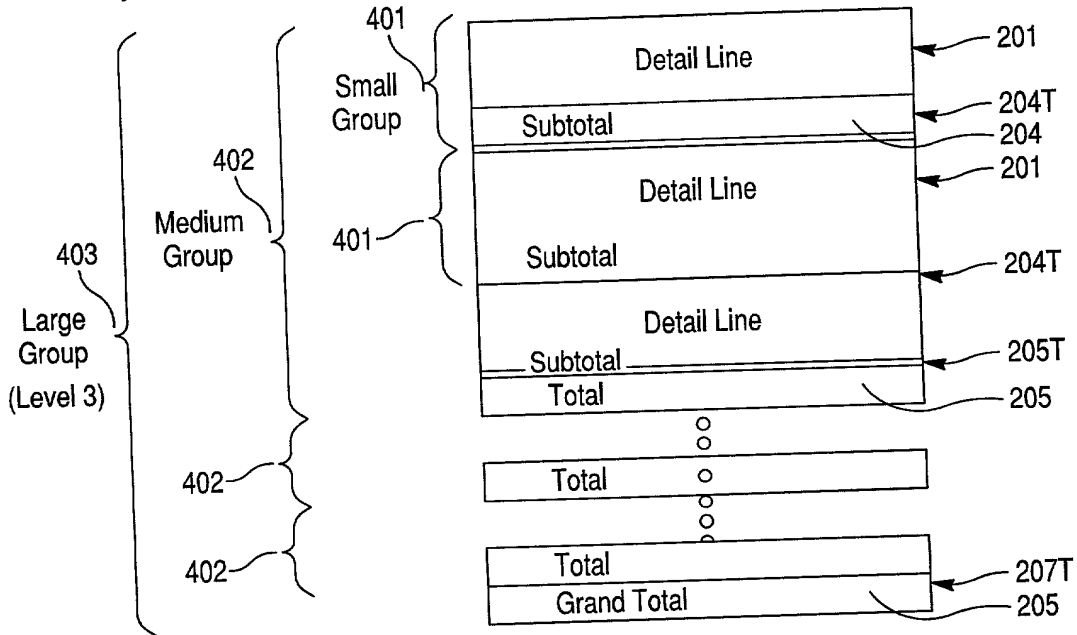 401
201
Detail Line
Small
Group
204T
Subtotal
204
402
201
Detail Line
Medium
Group
401
403
Subtotal
204T
Large
Group
(Level 3)
Detail Line
Subtotal
205T
Total
205
402
Total
402
Total
207T
Grand Total
205